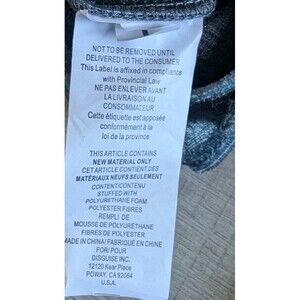 NOT TO BE REMOVED UNTIL
DELIVERED TO THE CONSUMER
This Label is affixed in compliance
with Provincial Law
NE PAS ENLEVER AVANT
LA LIVRAISON AU
CONSOMMATEUR
Cette étiquette est apposée
conformément à la
loi de la province
THIS ARTICLE CONTAINS
NEW MATERIAL ONLY
CET ARTICLE CONTIENT.DES
MATÉRIAUX NEUFS SEULEMENT
CONTENT/CONTENU
STUFFED WITH
POLYURETHANE FOAM
POLYESTER FIBRES
REMPLI DE
MOUSSE DE POLYURÉTHANE
FIBRES DE POLYESTER
MADE IN CHINA/ FABRIQUÉ EN CHINE
FOR/POUR
DISGUISE INC.
12120 Kear Place
POWAY, CA 92064
U.S.A.